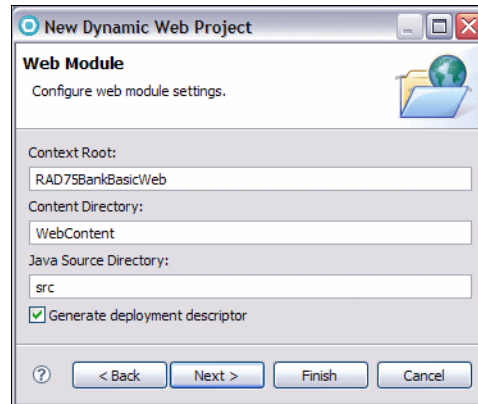 New Dynamic Web Project
Web Module
Configure web module settings.
Context Root:
RAD75BankBasicWeb
Content Directory:
WebContent
Java Source Directory:
src
Generate deployment descriptor
? < Back Next > Finish Cancel